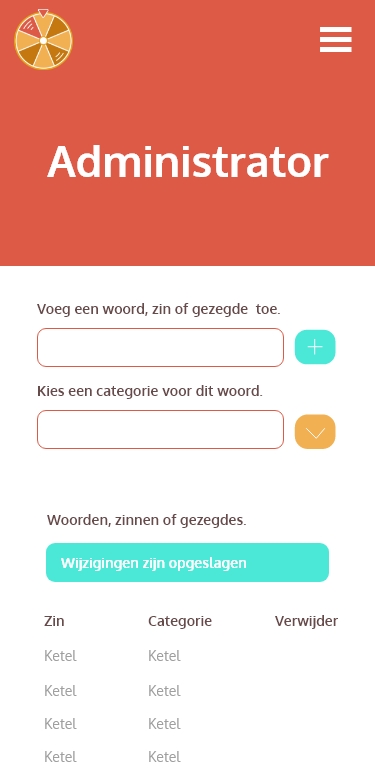 Administrator
Voeg een woord, zin of gezegde  toe.
Kies een categorie voor dit woord.
Woorden, zinnen of gezegdes.
Wijzigingen zijn opgeslagen
Zin Categorie Verwijder
Ketel Ketel
Ketel Ketel
Ketel Ketel
Ketel Ketel